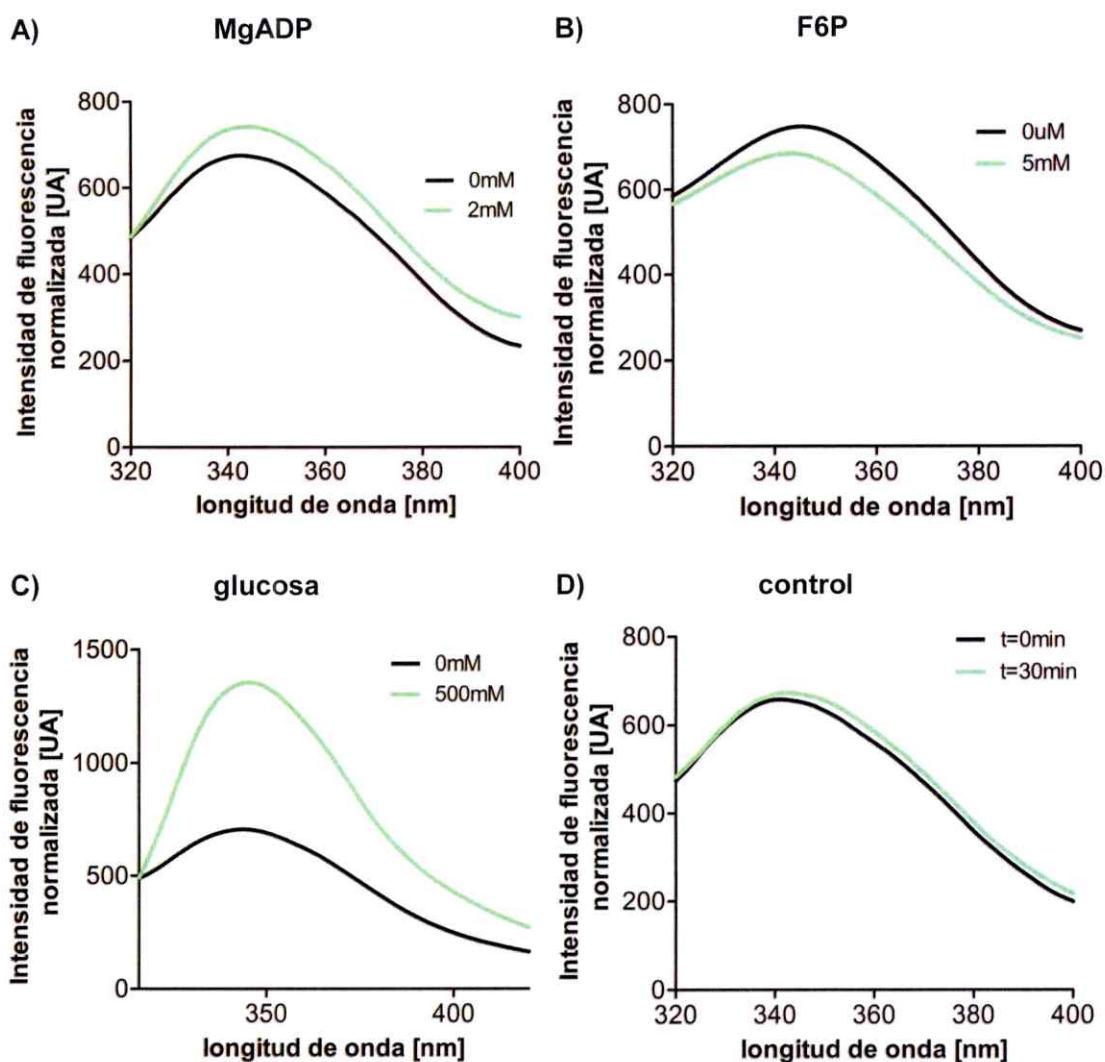 A) MgADP
Intensidad de fluorescencia
normalizada [UA]
800
600
400
200
0
320 340 360 380 400
longitud de onda [nm]
0mM
2mM
B) F6P
Intensidad de fluorescencia
normalizada [UA]
800
600
400
200
0
320 340 360 380 400
longitud de onda [nm]
0uM
5mM
C) glucosa
Intensidad de fluorescencia
normalizada [UA]
1500
1000
500
0
350 400
longitud de onda [nm]
0mM
500mM
D) control
Intensidad de fluorescencia
normalizada [UA]
800
600
400
200
0
320 340 360 380 400
longitud de onda [nm]
t=0min
t=30min